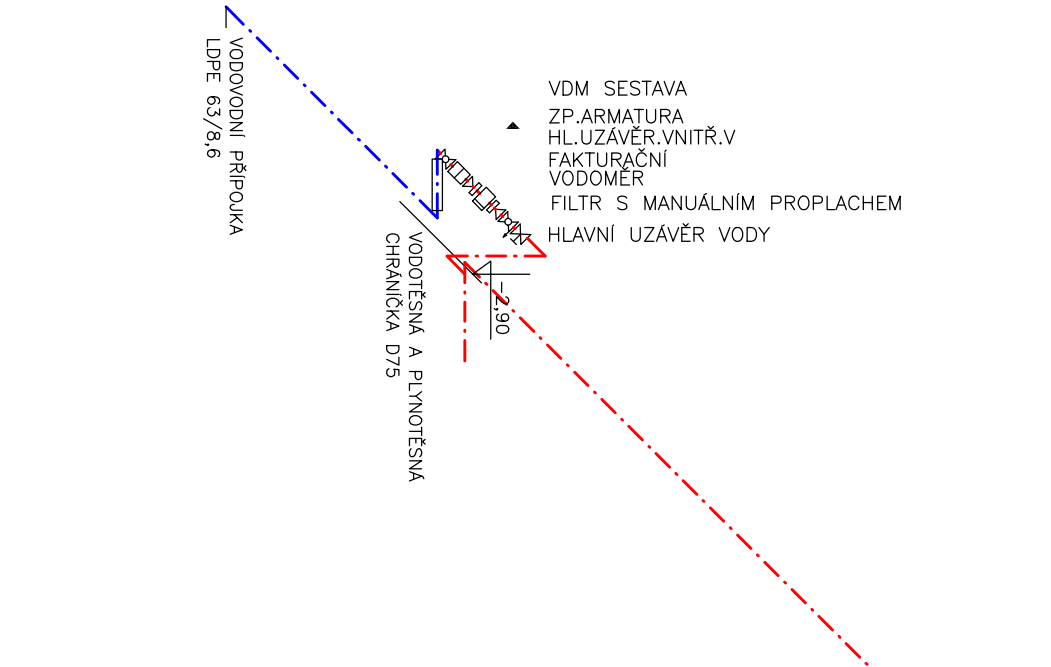 VODOVODNÍ PŘÍPOJKA
LDPE 63/8,6
VDM SESTAVA
ZP.ARMATURA
HL.UZÁVĚR.VNITŘ.V
FAKTURAČNÍ
VODOMĚR
FILTR S MANUÁLNÍM PROPLACHEM
HLAVNÍ UZÁVĚR VODY
VODOTĚSNÁ A PLYNOTĚSNÁ
CHRÁNIČKA D75
-2,90